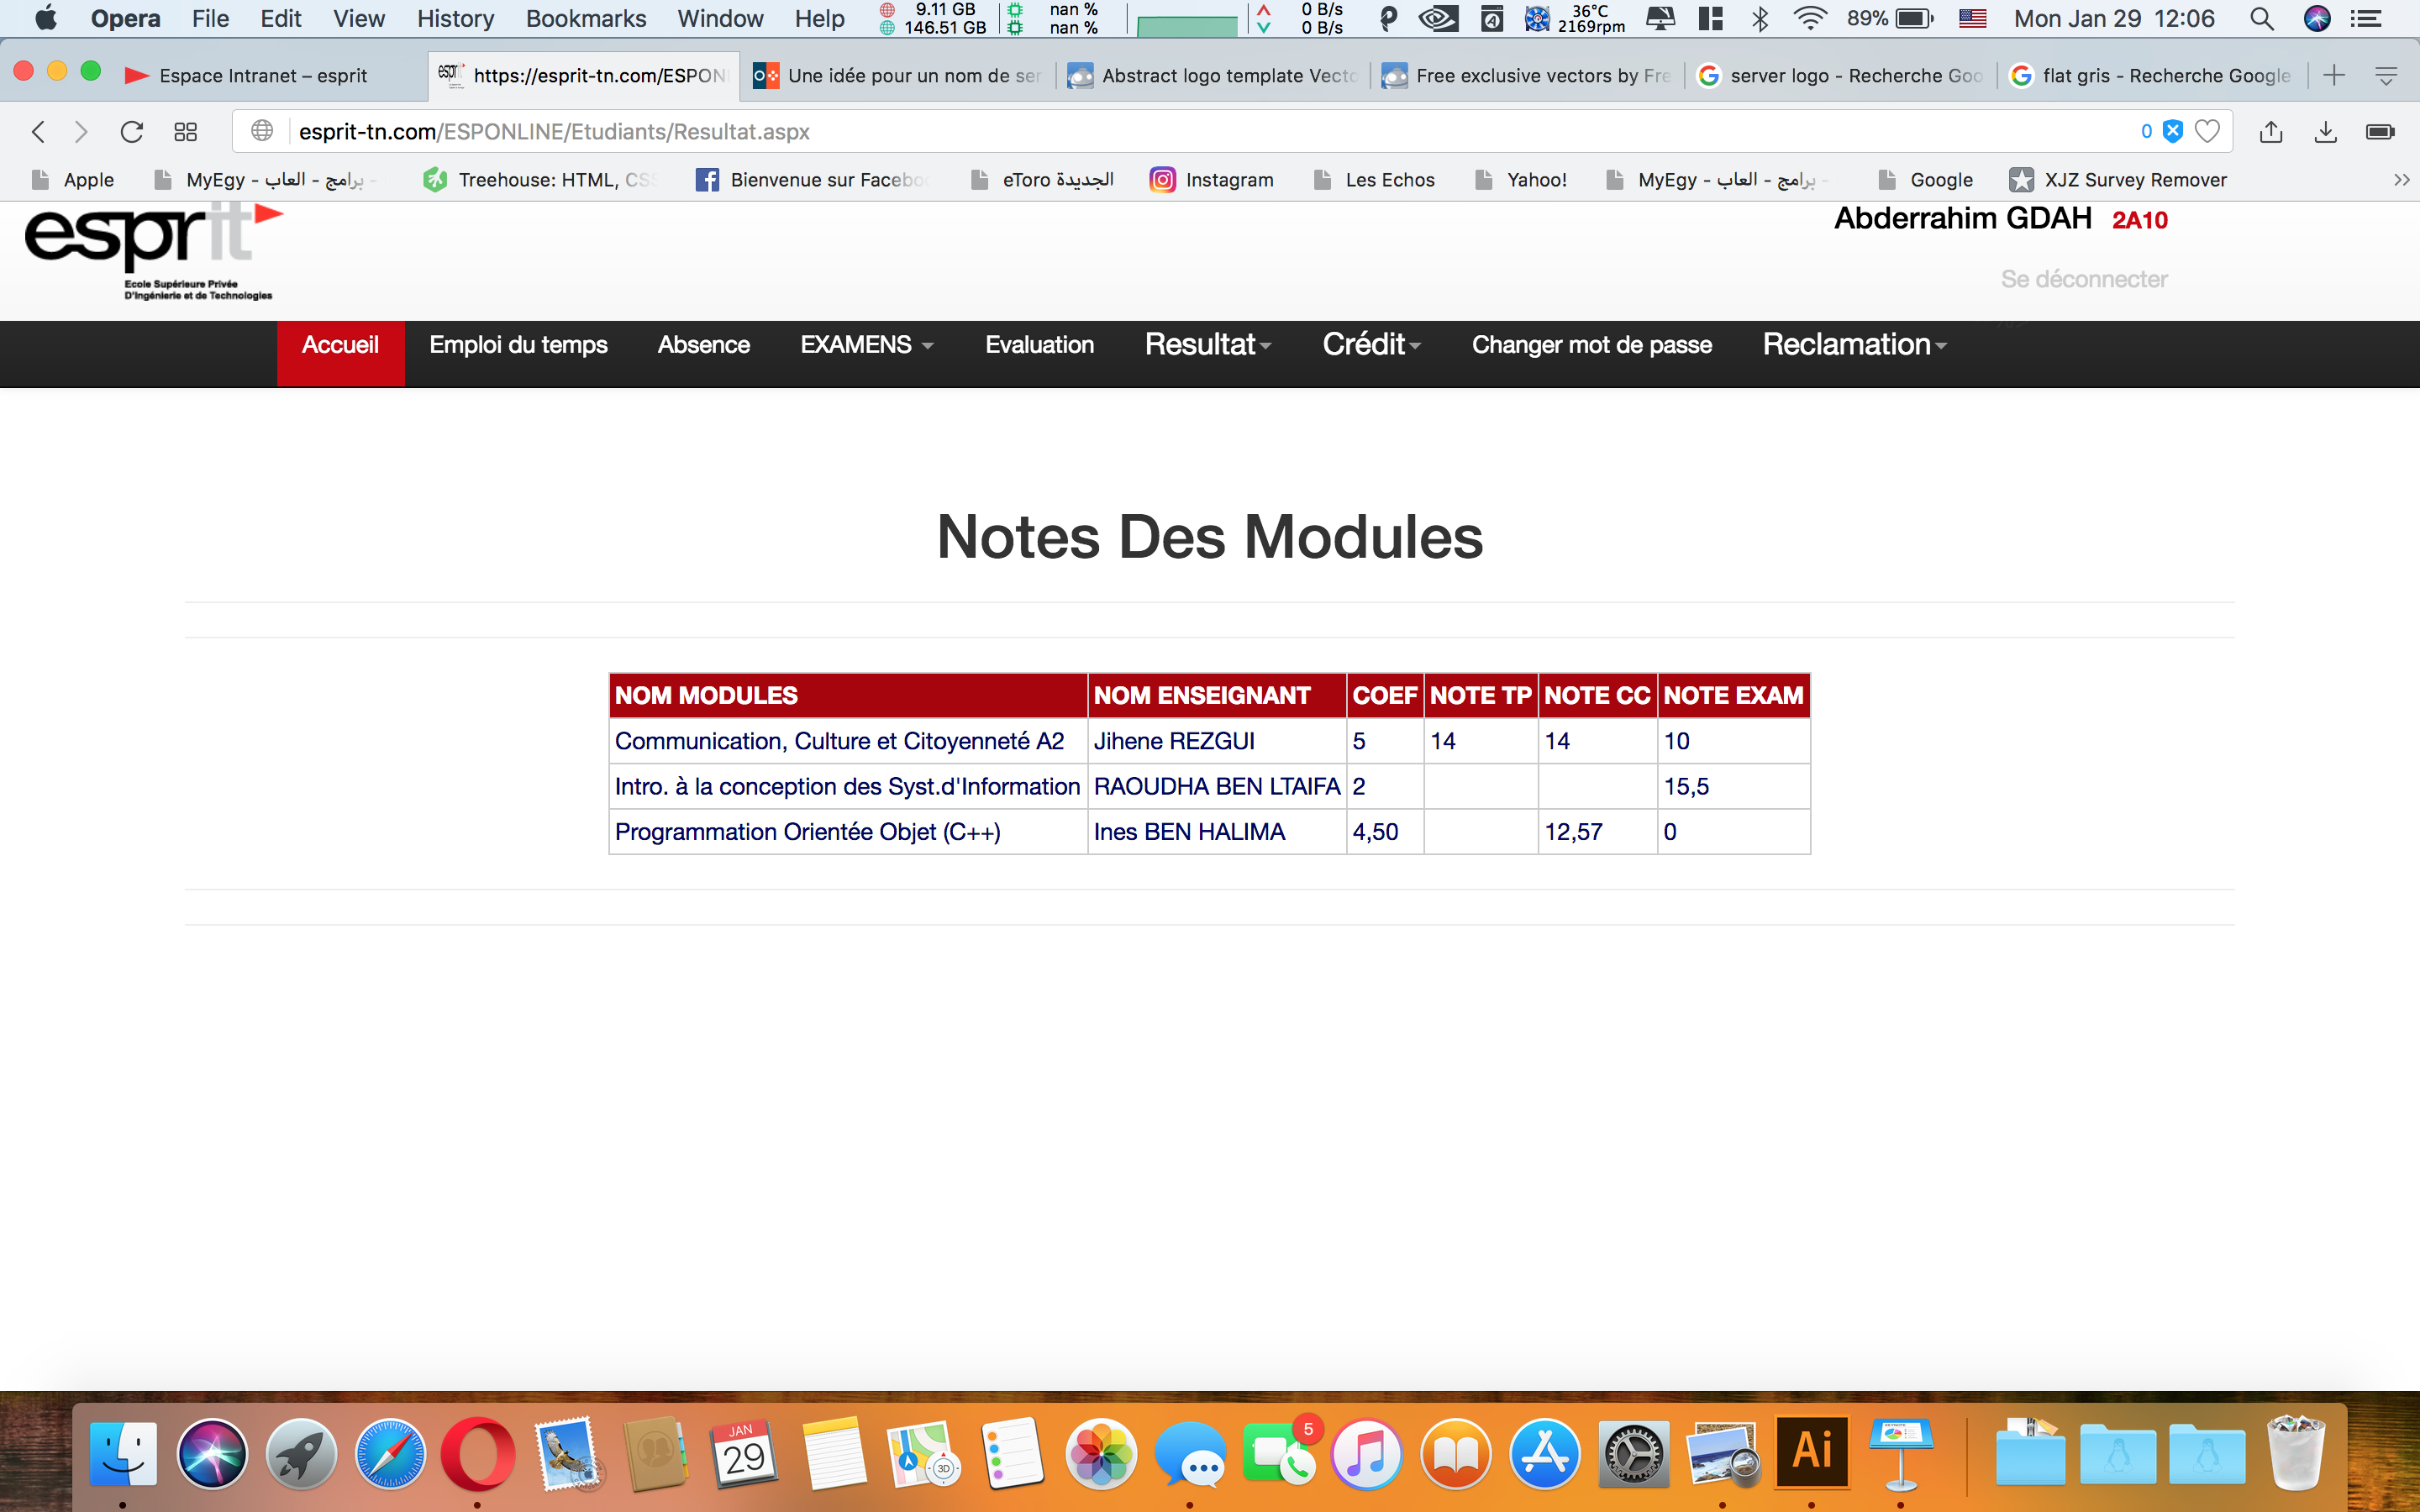 Opera File Edit View History Bookmarks Window Help 9.11 GB nan % 0 B/s 36°C 89% Mon Jan 29 12:06
146.51 GB nan % 0 B/s 2169rpm
Espace Intranet – esprit https://esprit-tn.com/ESPONL Une idée pour un nom de ser Abstract logo template Vecto Free exclusive vectors by Fre server logo - Recherche Goo flat gris - Recherche Google
esprit-tn.com/ESPONLINE/Etudiants/Resultat.aspx 0
Apple MyEgy - برامج - العاب - Treehouse: HTML, CSS Bienvenue sur Facebo eToro الجديدة Instagram Les Echos Yahoo! MyEgy - برامج - العاب - Google XJZ Survey Remover
esprit
Ecole Supérieure Privée
D'Ingénierie et de Technologies
Abderrahim GDAH 2A10
Se déconnecter
Accueil Emploi du temps Absence EXAMENS Evaluation Resultat Crédit Changer mot de passe Reclamation
Notes Des Modules
NOM MODULES NOM ENSEIGNANT COEF NOTE TP NOTE CC NOTE EXAM
Communication, Culture et Citoyenneté A2 Jihene REZGUI 5 14 14 10
Intro. à la conception des Syst.d'Information RAOUDHA BEN LTAIFA 2 15,5
Programmation Orientée Objet (C++) Ines BEN HALIMA 4,50 12,57 0
JAN
29
3D
5
Ai